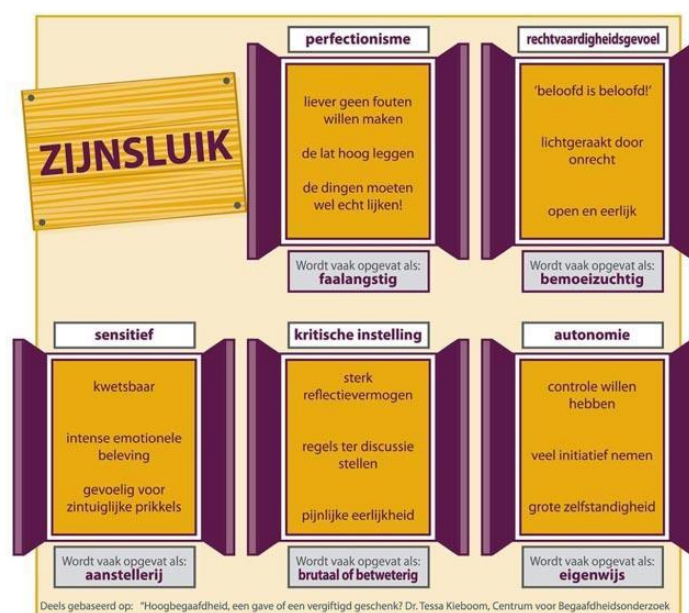 ZIJNSLUIK
perfectionisme
liever geen fouten
willen maken
de lat hoog leggen
de dingen moeten
wel echt lijken!
Wordt vaak opgevat als:
faalangstig
rechtvaardigheidsgevoel
'beloofd is beloofd!'
lichtgeraakt door
onrecht
open en eerlijk
Wordt vaak opgevat als:
bemoeizuchtig
sensitief
kwetsbaar
intense emotionele
beleving
gevoelig voor
zintuiglijke prikkels
Wordt vaak opgevat als:
aanstellerij
kritische instelling
sterk
reflectievermogen
regels ter discussie
stellen
pijnlijke eerlijkheid
Wordt vaak opgevat als:
brutaal of betweterig
autonomie
controle willen
hebben
veel initiatief nemen
grote zelfstandigheid
Wordt vaak opgevat als:
eigenwijs
Deels gebaseerd op: "Hoogbegaafdheid, een gave of een vergiftigd geschenk? Dr. Tessa Kieboom, Centrum voor Begaafdheidsonderzoek